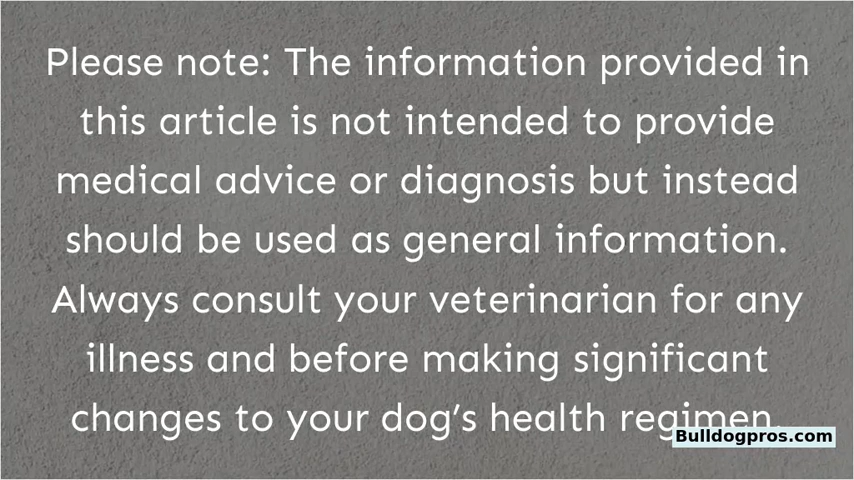 Please note: The information provided in
this article is not intended to provide
medical advice or diagnosis but instead
should be used as general information.
Always consult your veterinarian for any
illness and before making significant
changes to your dog’s health regimen.
Bulldogpros.com